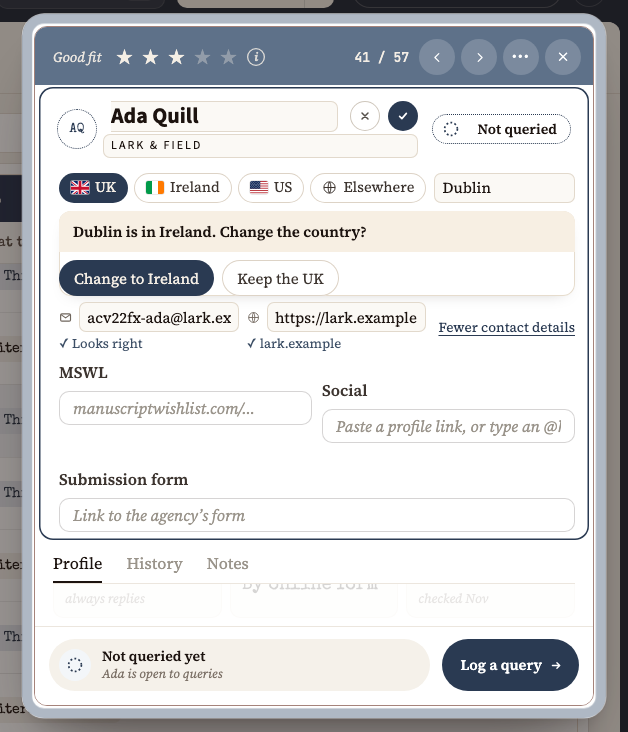 Good fit
41 / 57
AQ
Ada Quill
Not queried
LARK & FIELD
UK
Ireland
US
Elsewhere
Dublin
Dublin is in Ireland. Change the country?
Change to Ireland
Keep the UK
acv22fx-ada@lark.ex
https://lark.example
Fewer contact details
✓ Looks right
✓ lark.example
MSWL
Social
manuscriptwishlist.com/...
Paste a profile link, or type an
Submission form
Link to the agency’s form
Profile
History
Notes
By online form
always replies
checked Nov
Not queried yet
Ada is open to queries
Log a query →